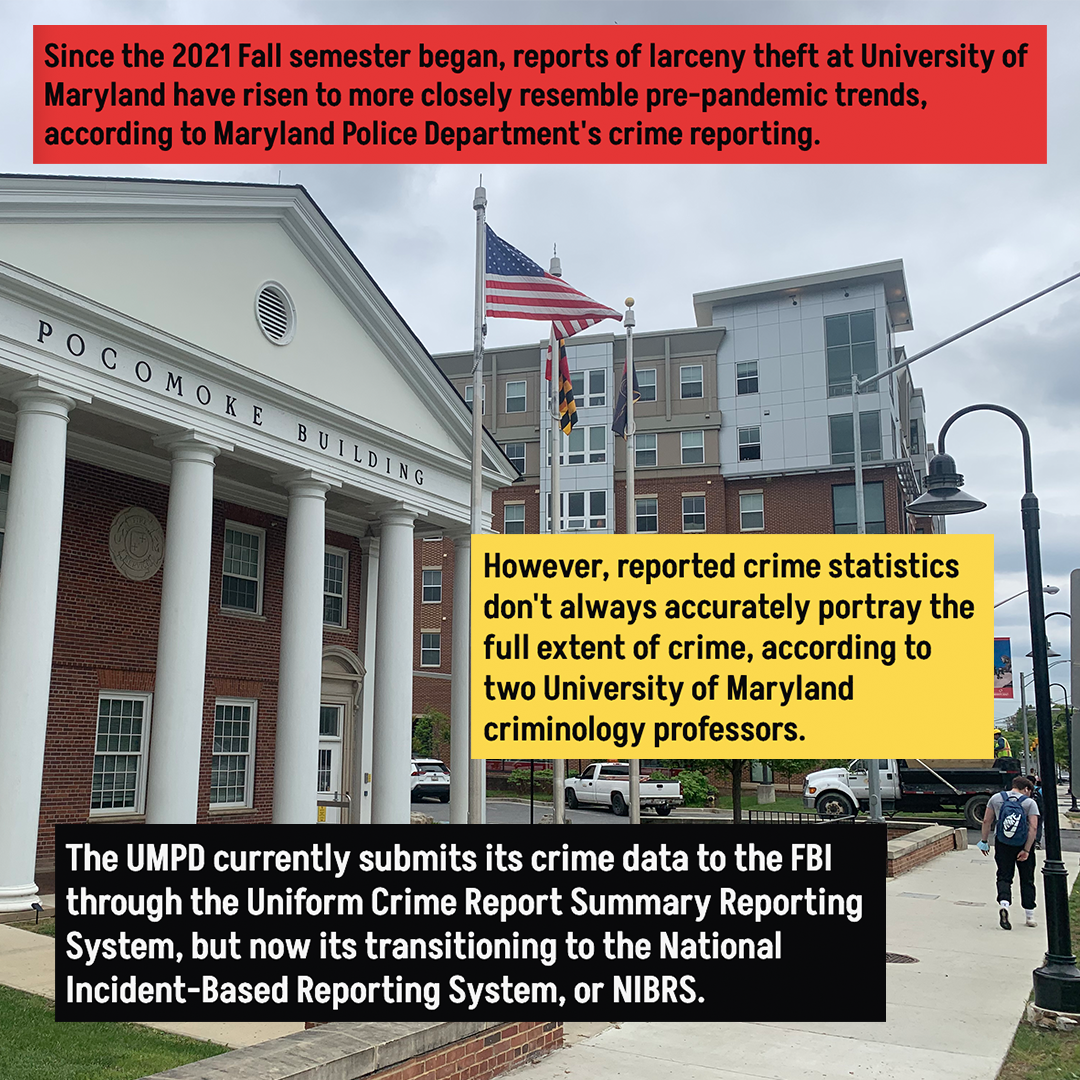 Since the 2021 Fall semester began, reports of larceny theft at University of
Maryland have risen to more closely resemble pre-pandemic trends,
according to Maryland Police Department's crime reporting.
POCOMOKE BUILDING
However, reported crime statistics
don't always accurately portray the
full extent of crime, according to
two University of Maryland
criminology professors.
The UMPD currently submits its crime data to the FBI
through the Uniform Crime Report Summary Reporting
System, but now its transitioning to the National
Incident-Based Reporting System, or NIBRS.